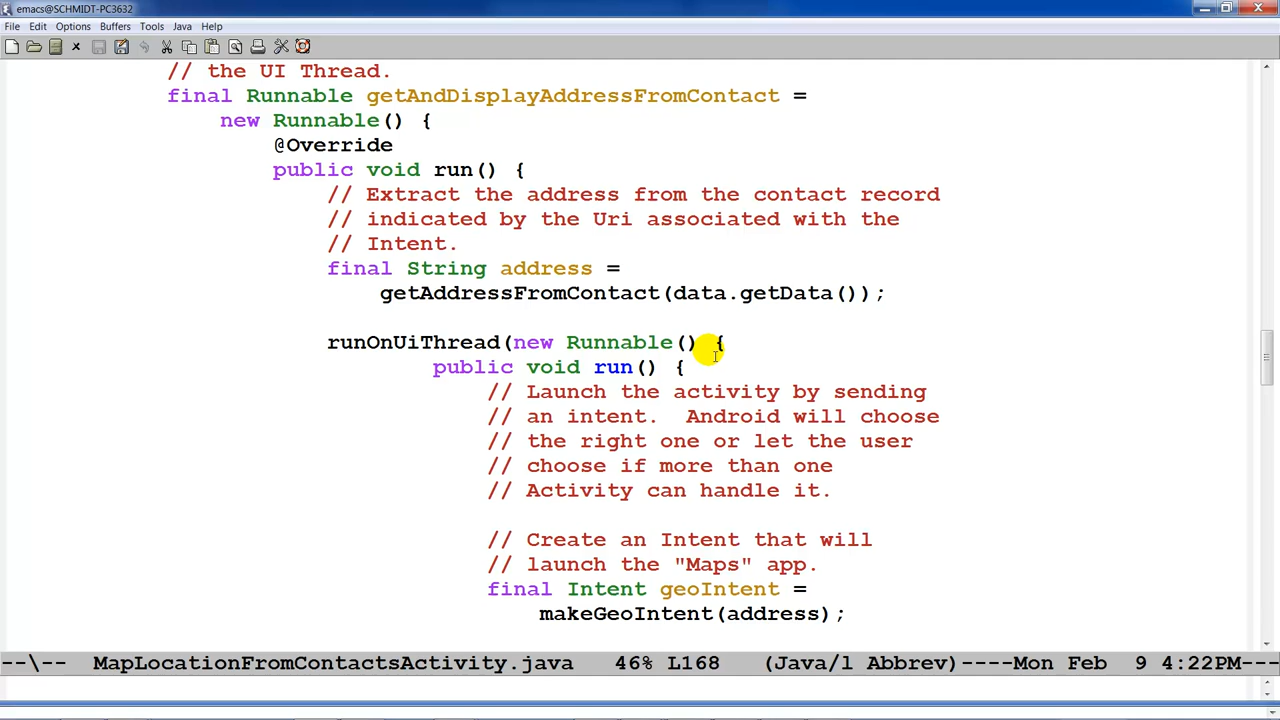 emacs@SCHMIDT-PC3632
File Edit Options Buffers Tools Java Help
// the UI Thread.
final Runnable getAndDisplayAddressFromContact =
new Runnable() {
@Override
public void run() {
// Extract the address from the contact record
// indicated by the Uri associated with the
// Intent.
final String address =
getAddressFromContact(data.getData());
runOnUiThread(new Runnable() {
public void run() {
// Launch the activity by sending
// an intent.  Android will choose
// the right one or let the user
// choose if more than one
// Activity can handle it.
// Create an Intent that will
// launch the "Maps" app.
final Intent geoIntent =
makeGeoIntent(address);
--\-- MapLocationFromContactsActivity.java 46% L168 (Java/l Abbrev)----Mon Feb 9 4:22PM---